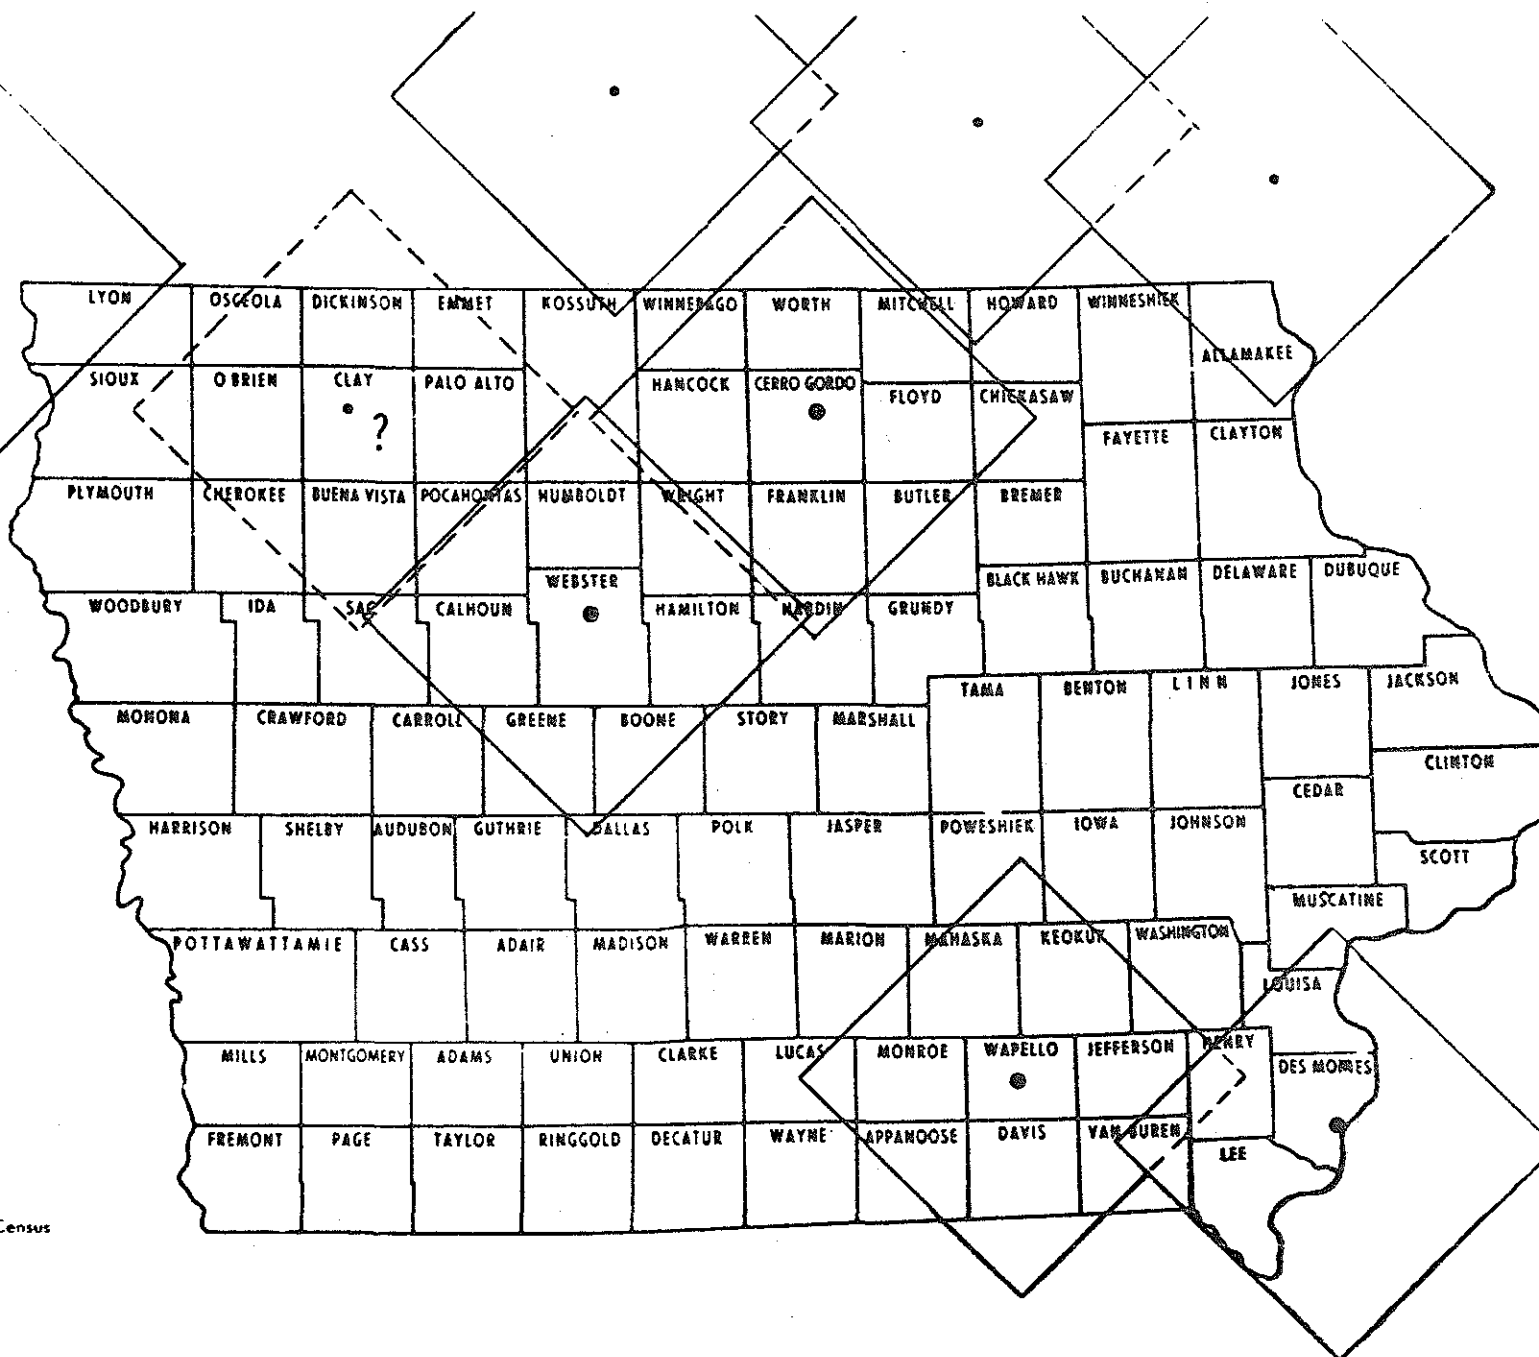 LYON OSCEOLA DICKINSON EMMET KOSSUTH WINNEBAGO WORTH MITCHELL HOWARD WINNESHIEK
ALLAMAKEE
SIOUX O'BRIEN CLAY PALO ALTO HANCOCK CERRO GORDO FLOYD CHICKASAW
?
FAYETTE CLAYTON
PLYMOUTH CHEROKEE BUENA VISTA POCAHONTAS HUMBOLDT WRIGHT FRANKLIN BUTLER BREMER
WEBSTER BLACK HAWK BUCHANAN DELAWARE DUBUQUE
WOODBURY IDA SAC CALHOUN HAMILTON HARDIN GRUNDY
TAMA BENTON LINN JONES JACKSON
MONONA CRAWFORD CARROLL GREENE BOONE STORY MARSHALL
CLINTON
CEDAR
HARRISON SHELBY AUDUBON GUTHRIE DALLAS POLK JASPER POWESHIEK IOWA JOHNSON
SCOTT
MUSCATINE
POTTAWATTAMIE CASS ADAIR MADISON WARREN MARION MAHASKA KEOKUK WASHINGTON
LOUISA
MILLS MONTGOMERY ADAMS UNION CLARKE LUCAS MONROE WAPELLO JEFFERSON HENRY
DES MOINES
FREMONT PAGE TAYLOR RINGGOLD DECATUR WAYNE APPANOOSE DAVIS VAN BUREN
LEE
Census